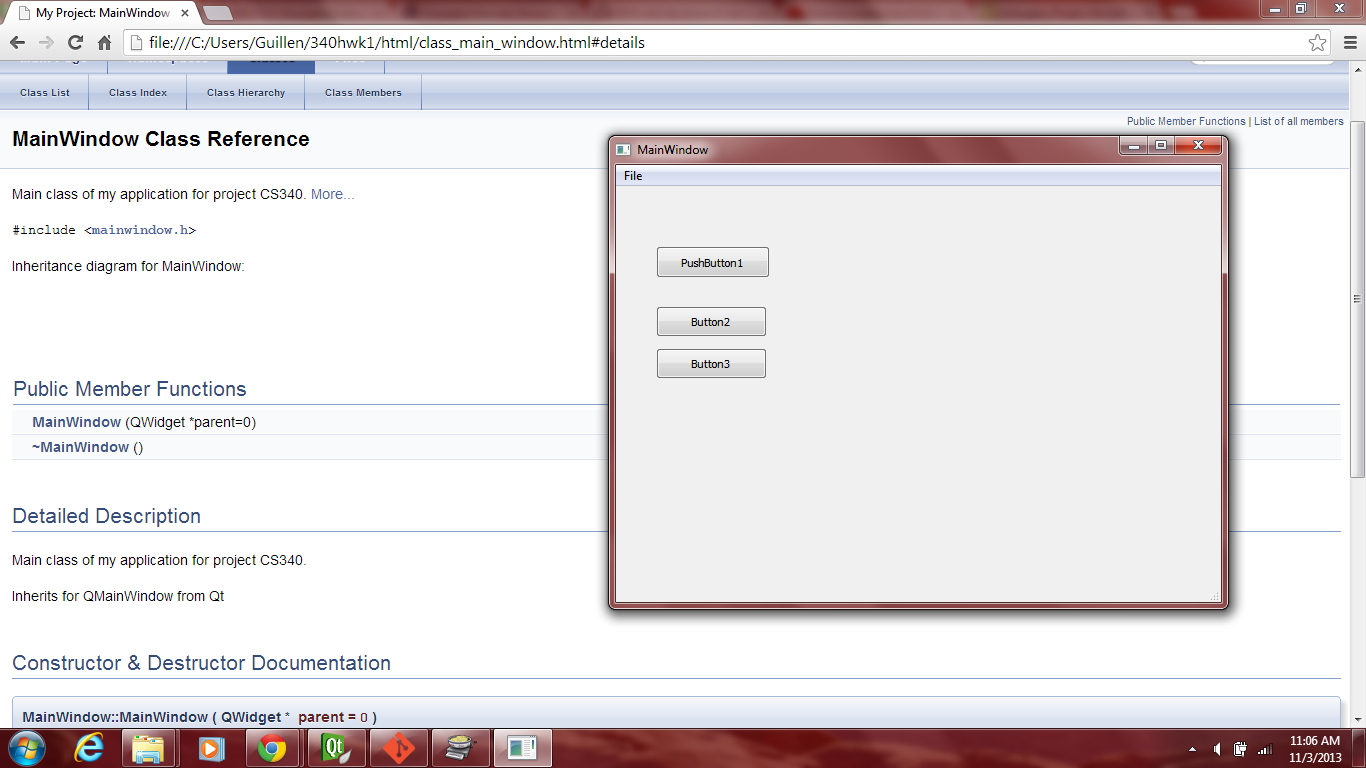 My Project: MainWindow
file:///C:/Users/Guillen/340hwk1/html/class_main_window.html#details
Class List Class Index Class Hierarchy Class Members
Public Member Functions | List of all members
MainWindow Class Reference
Main class of my application for project CS340. More...
#include <mainwindow.h>
Inheritance diagram for MainWindow:
Public Member Functions
MainWindow (QWidget *parent=0)
~MainWindow ()
Detailed Description
Main class of my application for project CS340.
Inherits for QMainWindow from Qt
Constructor & Destructor Documentation
MainWindow::MainWindow ( QWidget * parent = 0 )
MainWindow
File
PushButton1
Button2
Button3
Qt
11:06 AM
11/3/2013